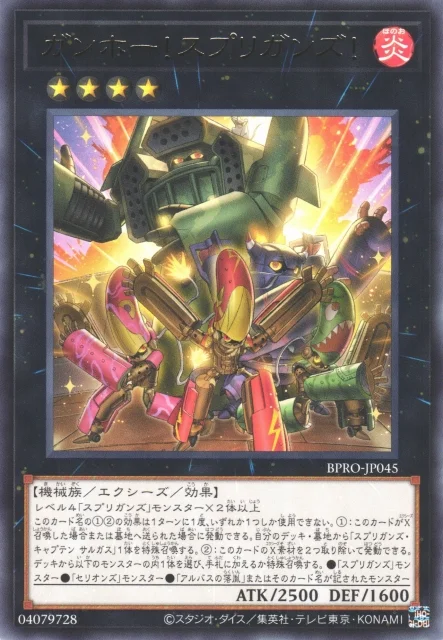 ガンホー!スプリガンズ!
炎
ほのお
BPRO-JP045
【機械族/エクシーズ/効果】
レベル4「スプリガンズ」モンスター×2体以上
このカード名の①②の効果は1ターンに1度、いずれか1つしか使用できない。①:このカードがX
召喚した場合または墓地へ送られた場合に発動できる。自分のデッキ・墓地から「スプリガンズ・
キャプテン サルガス」1体を特殊召喚する。②:このカードのX素材を2つ取り除いて発動できる。
デッキから以下のモンスターの内1体を選び、手札に加えるか特殊召喚する。●「スプリガンズ」モン
スター●「セリオンズ」モンスター●「アルバスの落胤」またはそのカード名が記されたモンスター
ATK/2500 DEF/1600
04079728
©スタジオ・ダイス/集英社・テレビ東京・KONAMI